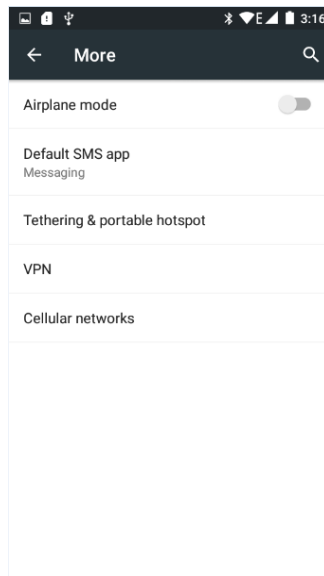 E 3:16
More
Airplane mode
Default SMS app
Messaging
Tethering & portable hotspot
VPN
Cellular networks